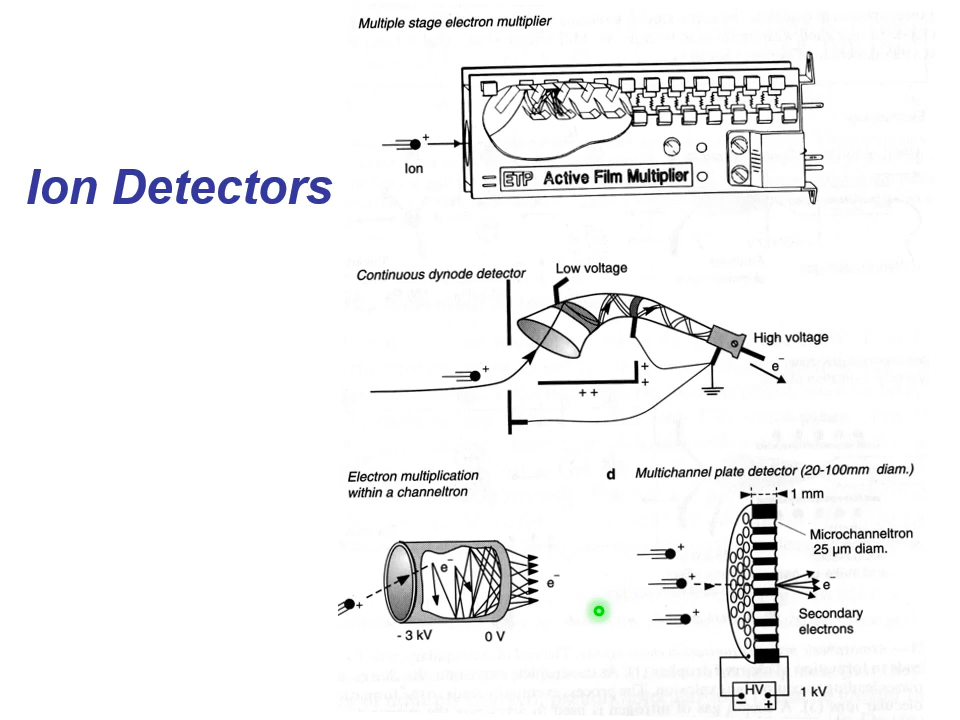 Multiple stage electron multiplier
Ion Detectors
+
Ion
ETP Active Film Multiplier
Continuous dynode detector
Low voltage
High voltage
e⁻
+
+
+
+ +
Electron multiplication
within a channeltron
e⁻
e⁻
+
- 3 kV
0 V
d Multichannel plate detector (20-100mm diam.)
1 mm
Microchanneltron
25 µm diam.
+
+
+
e⁻
Secondary
electrons
HV
− +
1 kV